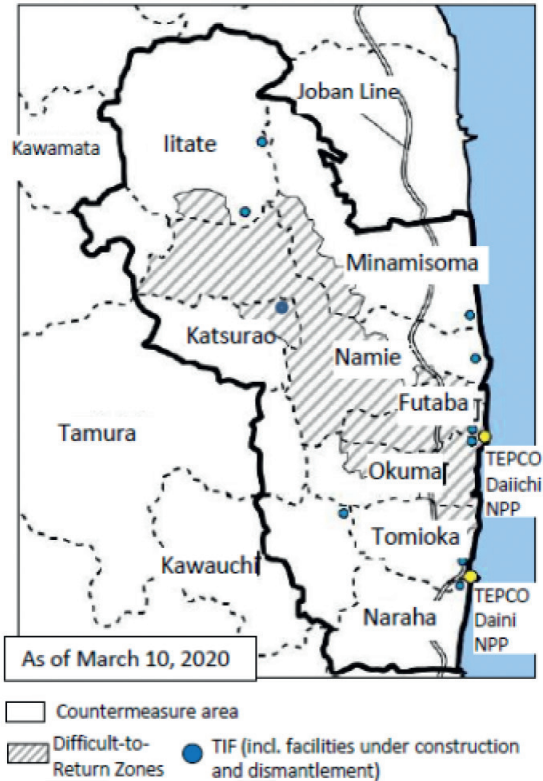 Joban Line
Kawamata
Iitate
Minamisoma
Katsurao
Namie
Futaba
Tamura
TEPCO
Daiichi
NPP
Okuma
Tomioka
Kawauchi
TEPCO
Daini
NPP
Naraha
As of March 10, 2020
Countermeasure area
Difficult-to-
Return Zones
TIF (incl. facilities under construction
and dismantlement)